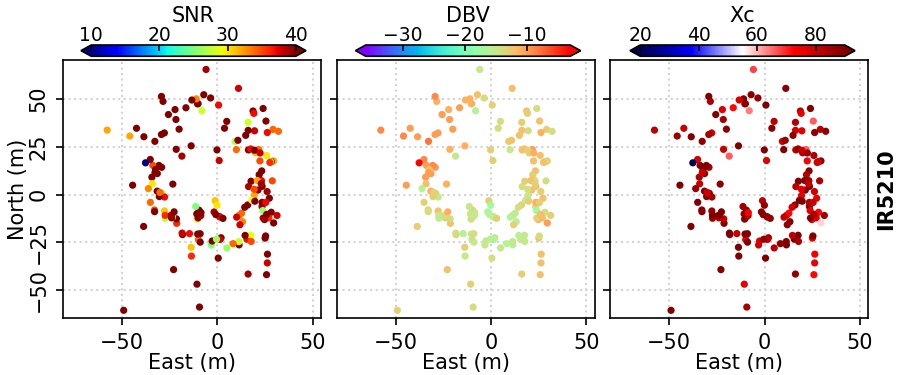 SNR DBV Xc
10 20 30 40 −30 −20 −10 20 40 60 80
50
25
0
−25
−50
North (m)
−50 0 50 −50 0 50 −50 0 50
East (m) East (m) East (m)
IR5210